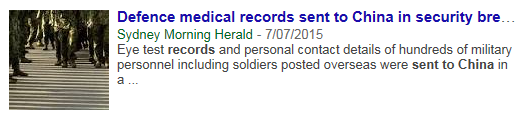 Defence medical records sent to China in security bre...
Sydney Morning Herald - 7/07/2015
Eye test records and personal contact details of hundreds of military
personnel including soldiers posted overseas were sent to China in
a ...